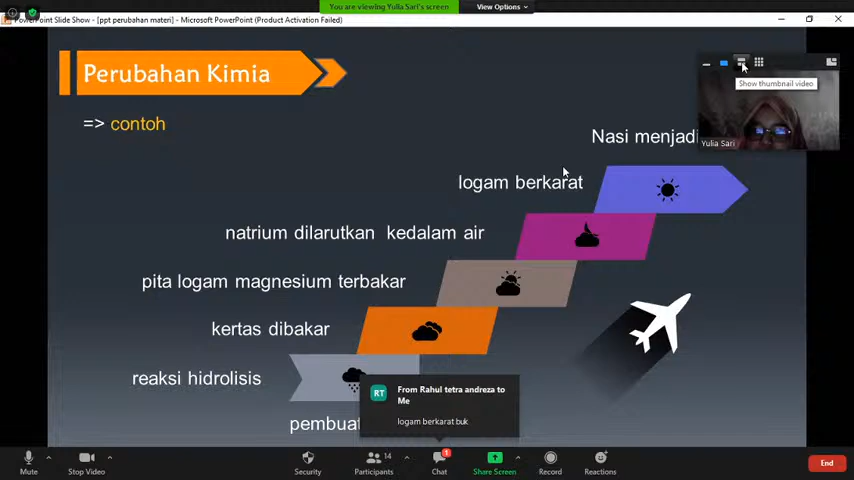 PowerPoint Slide Show - [ppt perubahan materi] - Microsoft PowerPoint (Product Activation Failed)
You are viewing Yulia Sari's screen
View Options
Perubahan Kimia
=> contoh
Show thumbnail video
Yulia Sari
Nasi menjadi
logam berkarat
natrium dilarutkan kedalam air
pita logam magnesium terbakar
kertas dibakar
reaksi hidrolisis
RT
From Rahul tetra andreza to
Me
logam berkarat buk
Mute
Stop Video
Security
Participants
14
Chat
1
Share Screen
Record
Reactions
End